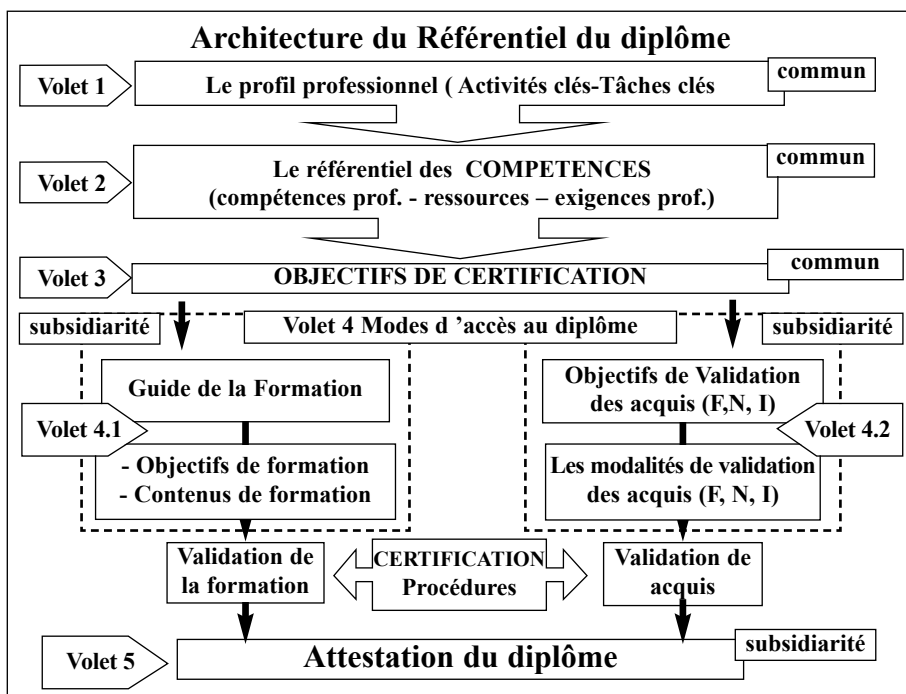 Architecture du Référentiel du diplôme
Volet 1
Le profil professionnel ( Activités clés-Tâches clés
commun
Volet 2
Le référentiel des COMPETENCES
(compétences prof. - ressources – exigences prof.)
commun
Volet 3
OBJECTIFS DE CERTIFICATION
commun
subsidiarité
Volet 4 Modes d ’accès au diplôme
subsidiarité
Volet 4.1
Guide de la Formation
- Objectifs de formation
- Contenus de formation
Objectifs de Validation
des acquis (F,N, I)
Volet 4.2
Les modalités de validation
des acquis (F, N, I)
Validation de
la formation
CERTIFICATION
Procédures
Validation de
acquis
Volet 5
Attestation du diplôme
subsidiarité